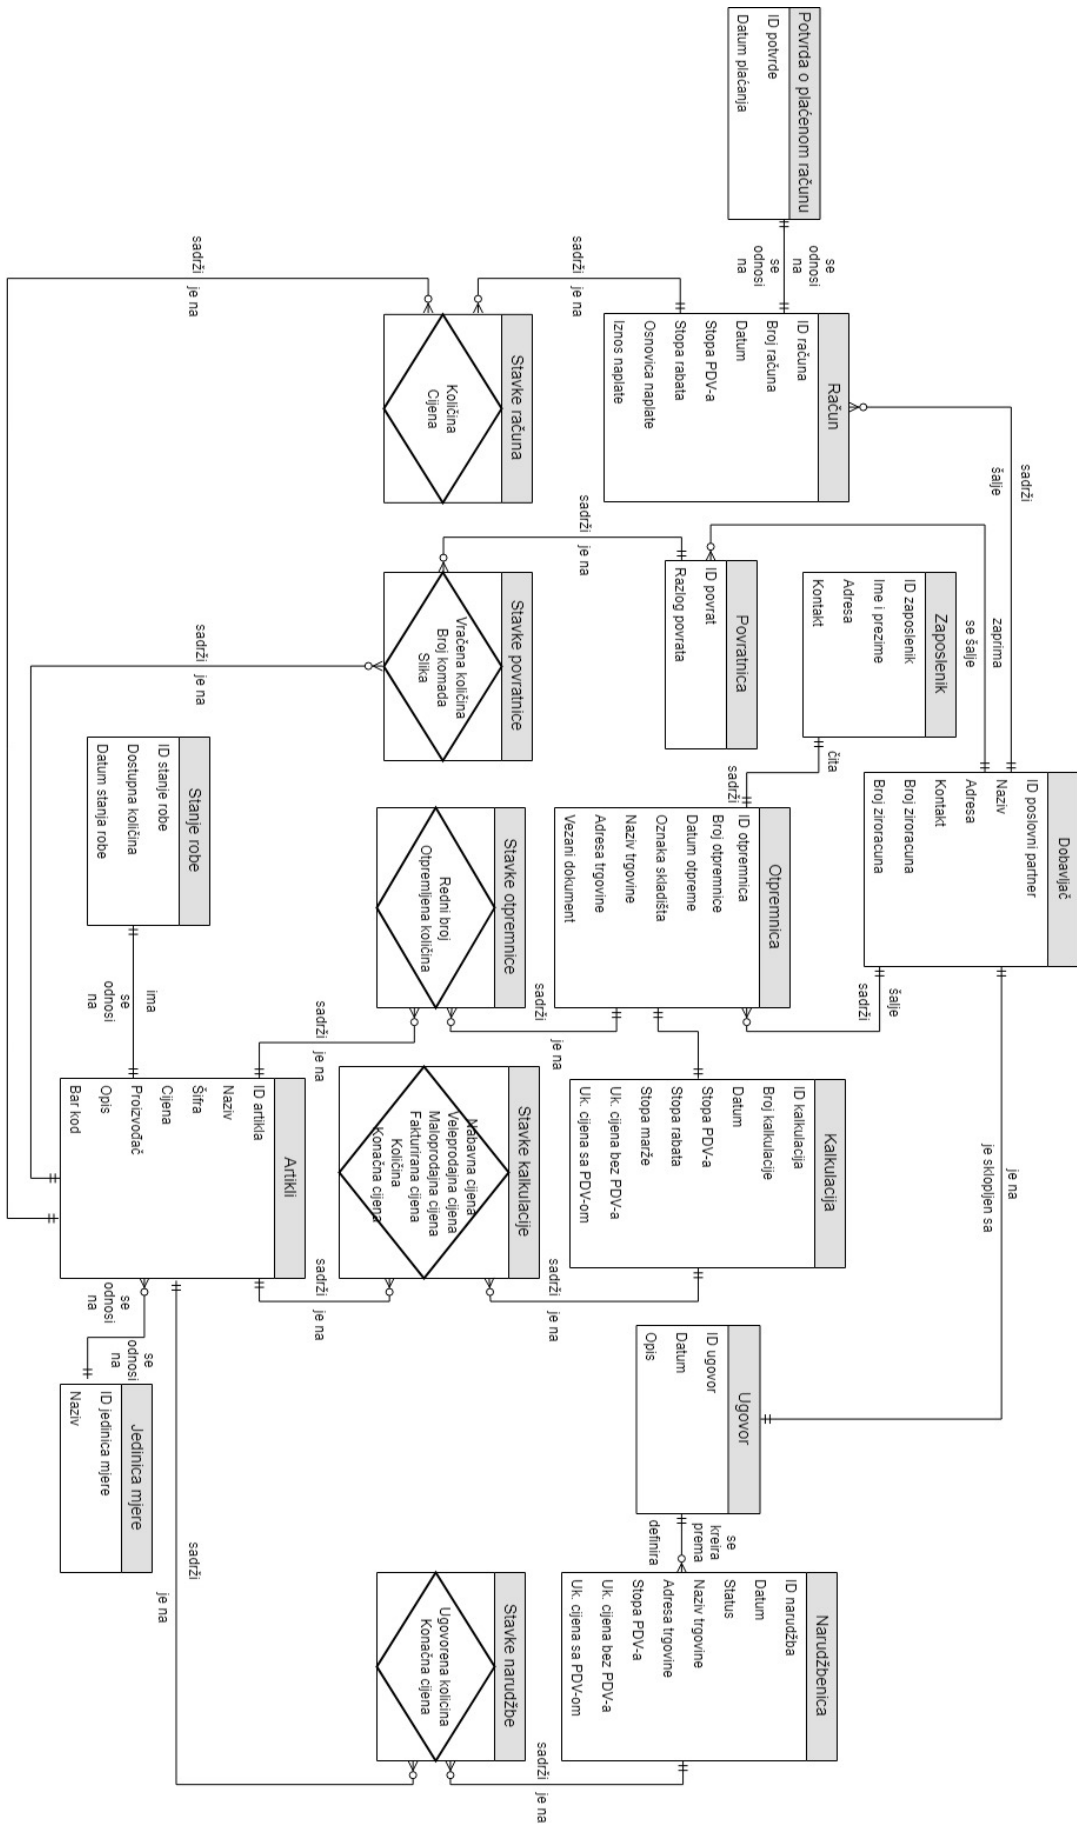 Potvrda o plaćenom računu
ID potvrde
Datum plaćanja
se
odnosi
na
se
odnosi
na
Račun
ID računa
Broj računa
Datum
Stopa PDV-a
Stopa rabata
Osnovica naplate
Iznos naplate
sadrži
šalje
sadrži
je na
Stavke računa
Količina
Cijena
sadrži
je na
Zaposlenik
ID zaposlenik
Ime i prezime
Adresa
Kontakt
zaprima
se šalje
Povratnica
ID povrat
Razlog povrata
sadrži
je na
Stavke povratnice
Vraćena količina
Broj komada
Slika
sadrži
je na
čita
sadrži
Dobavljač
ID poslovni partner
Naziv
Adresa
Kontakt
Broj ziroracuna
Broj ziroracuna
šalje
sadrži
Otpremnica
ID otpremnica
Broj otpremnice
Datum otpreme
Oznaka skladišta
Naziv trgovine
Adresa trgovine
Vezani dokument
sadrži
je na
Stavke otpremnice
Redni broj
Otpremljena količina
sadrži
je na
Stanje robe
ID stanje robe
Dostupna količina
Datum stanja robe
ima
se
odnosi
na
Kalkulacija
ID kalkulacija
Broj kalkulacije
Datum
Stopa PDV-a
Stopa rabata
Stopa marže
Uk. cijena bez PDV-a
Uk. cijena sa PDV-om
sadrži
je na
Stavke kalkulacije
Nabavna cijena
Veleprodajna cijena
Maloprodajna cijena
Fakturirana cijena
Količina
Konačna cijena
sadrži
je na
Artikli
ID artikla
Naziv
Šifra
Cijena
Proizvođač
Opis
Bar kod
se
odnosi
na
se
odnosi
na
Jedinica mjere
ID jedinica mjere
Naziv
je na
je sklopljen sa
Ugovor
ID ugovor
Datum
Opis
se
kreira
prema
definira
Narudžbenica
ID narudžba
Datum
Status
Naziv trgovine
Adresa trgovine
Stopa PDV-a
Uk. cijena bez PDV-a
Uk. cijena sa PDV-om
sadrži
je na
Stavke narudžbe
Ugovorena kolicina
Konačna cijena
sadrži
je na